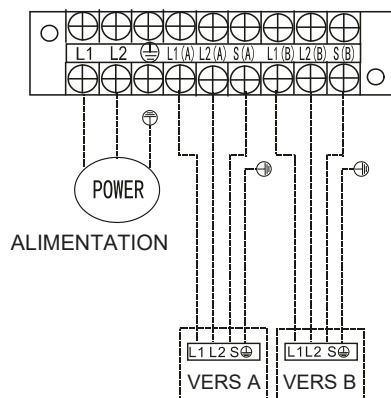 L1 L2 L1(A) L2(A) S(A) L1(B) L2(B) S(B)
POWER
ALIMENTATION
L1 L2 S L1 L2 S
VERS A VERS B